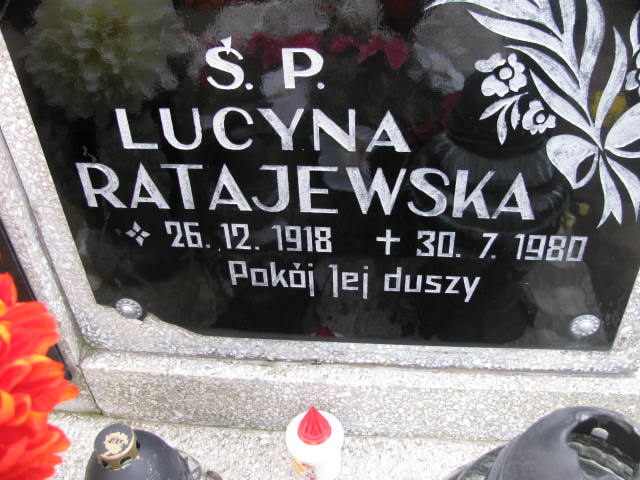 Ś. P.
LUCYNA
RATAJEWSKA
26. 12. 1918 + 30. 7. 1980
Pokój Jej duszy